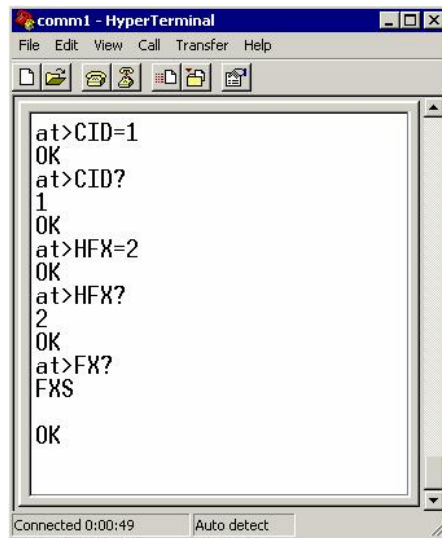 comm1 - HyperTerminal
File Edit View Call Transfer Help
at>CID=1
OK
at>CID?
1
OK
at>HFX=2
OK
at>HFX?
2
OK
at>FX?
FXS
OK
Connected 0:00:49 Auto detect